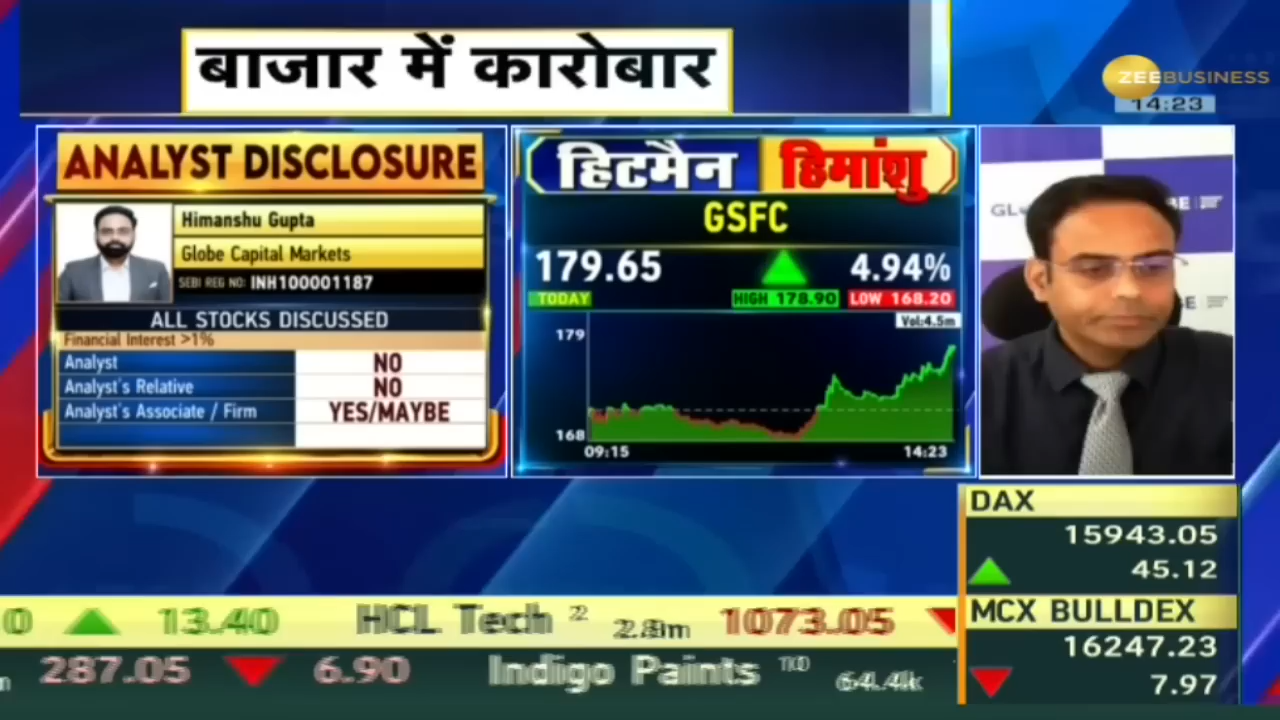 बाजार में कारोबार
ZEEBUSINESS
14:23
ANALYST DISCLOSURE
Himanshu Gupta
Globe Capital Markets
SEBI REG NO: INH100001187
ALL STOCKS DISCUSSED
Financial Interest >1%
Analyst NO
Analyst's Relative NO
Analyst's Associate / Firm YES/MAYBE
हिटमैन हिमांशु
GSFC
179.65 4.94%
TODAY HIGH 178.90 LOW 168.20
Vol:4.5m
179
168
09:15 14:23
DAX
15943.05
45.12
MCX BULLDEX
16247.23
7.97
0 13.40 HCL Tech 2 2.8m 1073.05
287.05 6.90 Indigo Paints 10 64.4k